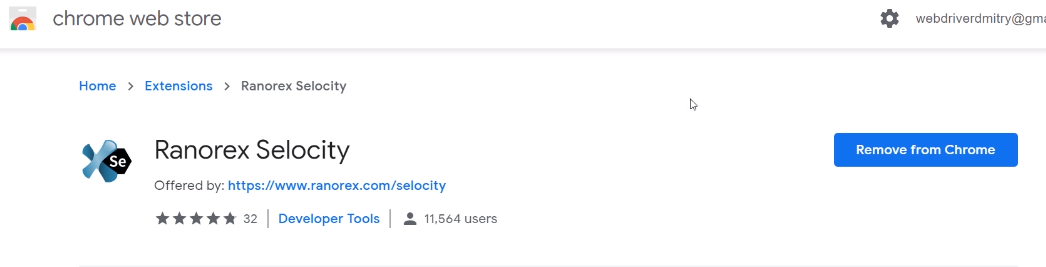 chrome web store
webdriverdmitry@gma
Home > Extensions > Ranorex Selocity
Se
Ranorex Selocity
Remove from Chrome
Offered by: https://www.ranorex.com/selocity
32 | Developer Tools | 11,564 users